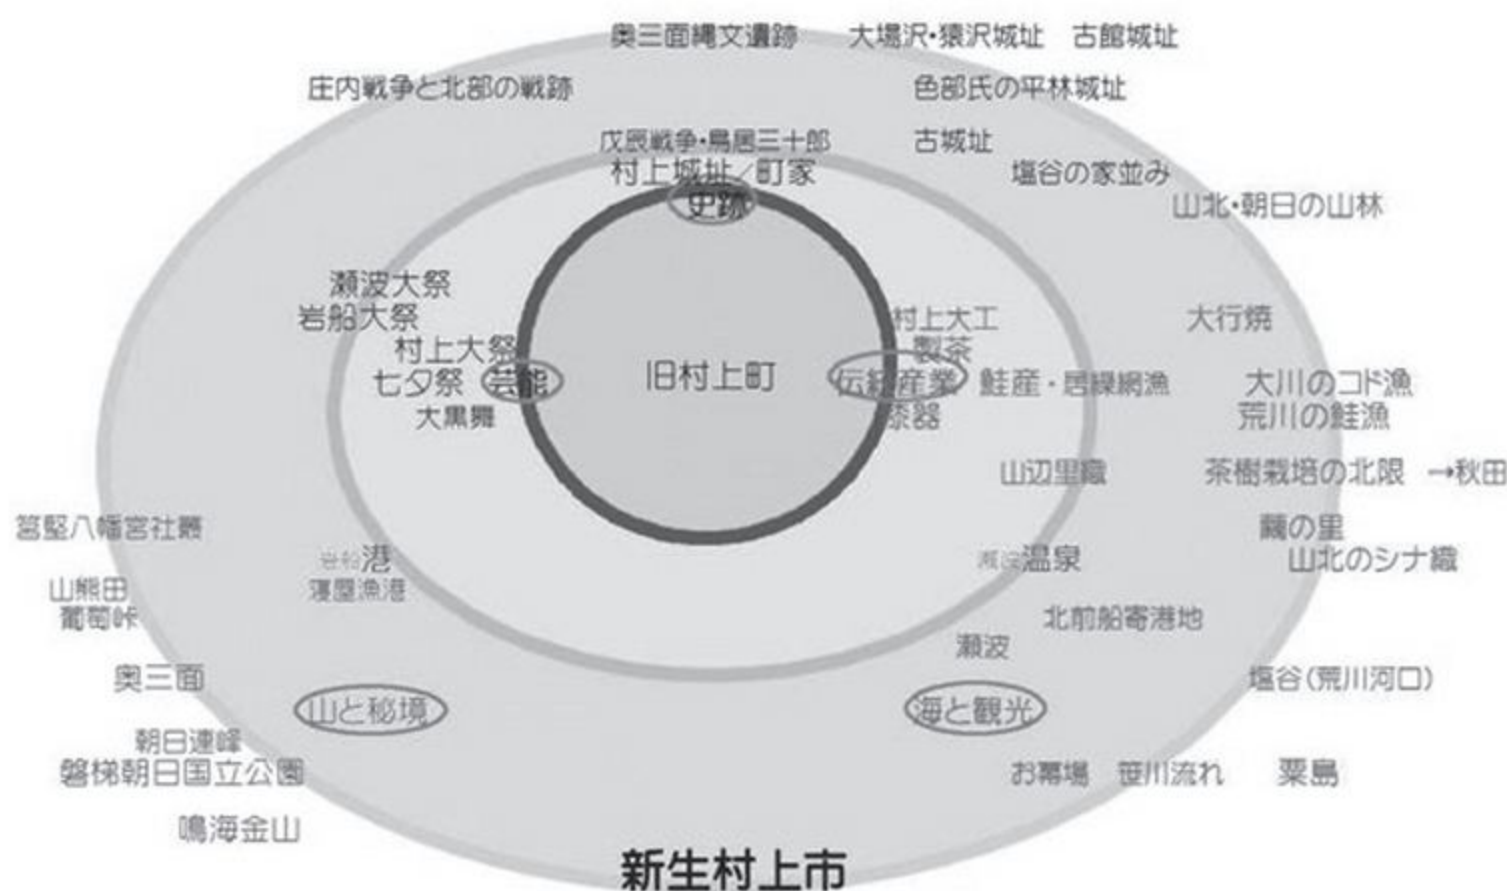 奥三面縄文遺跡　大場沢・猿沢城址　古館城址
庄内戦争と北部の戦跡　色部氏の平林城址
戊辰戦争・鳥居三十郎　古城址
村上城址／町家　塩谷の家並み
史跡　山北・朝日の山林
瀬波大祭
岩船大祭　村上大工　大行焼
村上大祭　製茶
七夕祭　芸能　旧村上町　伝統産業　鮭産・居繰網漁　大川のコド漁
大黒舞　漆器　荒川の鮭漁
山辺里織　茶樹栽培の北限　→秋田
筥堅八幡宮社叢　繭の里
岩船港　瀬波温泉　山北のシナ織
山熊田　寝屋漁港
葡萄峠　北前船寄港地
瀬波
奥三面　塩谷（荒川河口）
山と秘境　海と観光
朝日連峰
磐梯朝日国立公園　お幕場　笹川流れ　粟島
鳴海金山
新生村上市